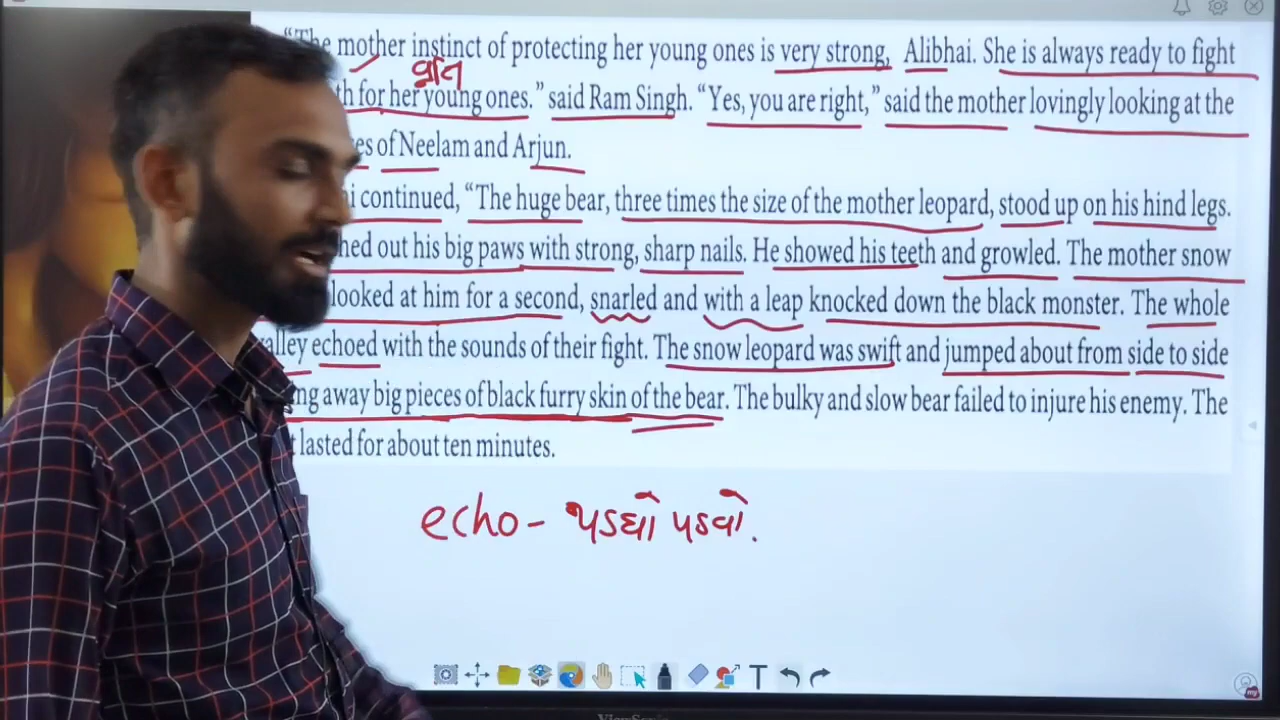 “The mother instinct of protecting her young ones is very strong, Alibhai. She is always ready to fight
વૃત્તિ
th for her young ones.” said Ram Singh. “Yes, you are right,” said the mother lovingly looking at the
es of Neelam and Arjun.
i continued, “The huge bear, three times the size of the mother leopard, stood up on his hind legs.
hed out his big paws with strong, sharp nails. He showed his teeth and growled. The mother snow
looked at him for a second, snarled and with a leap knocked down the black monster. The whole
alley echoed with the sounds of their fight. The snow leopard was swift and jumped about from side to side
ng away big pieces of black furry skin of the bear. The bulky and slow bear failed to injure his enemy. The
t lasted for about ten minutes.
echo - પડઘો પડવો.
T
ViewSonic